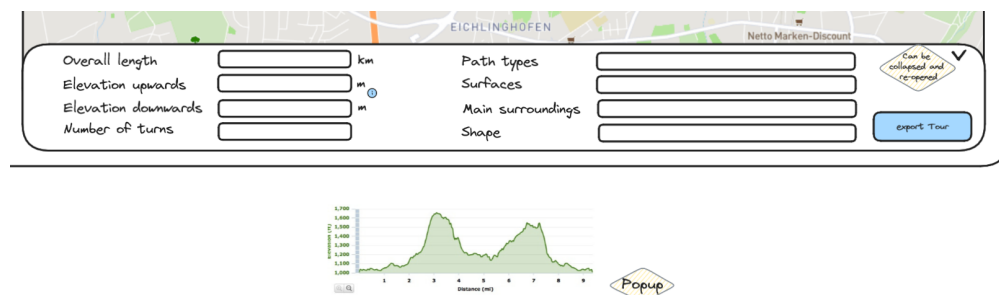 EICHLINGHOFEN
Netto Marken-Discount
Overall length km
Elevation upwards m
i
Elevation downwards m
Number of turns
Path types
Surfaces
Main surroundings
Shape
Can be
collapsed and
re-opened
export Tour
1,700
1,600
1,500
1,400
1,300
1,200
1,100
1,000
Elevation (ft)
1 2 3 4 5 6 7 8 9
Distance (mi)
Popup